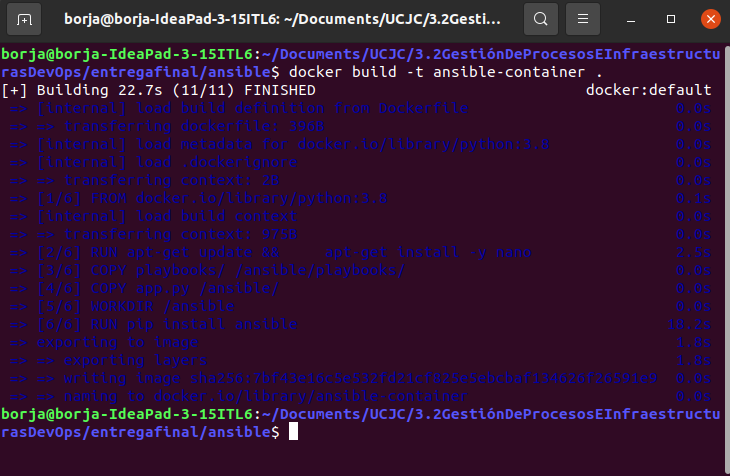 borja@borja-IdeaPad-3-15ITL6: ~/Documents/UCJC/3.2Gesti...
borja@borja-IdeaPad-3-15ITL6:~/Documents/UCJC/3.2GestiónDeProcesosEInfraestructu
rasDevOps/entregafinal/ansible$ docker build -t ansible-container .
[+] Building 22.7s (11/11) FINISHED docker:default
=> [internal] load build definition from Dockerfile 0.0s
=> => transferring dockerfile: 396B 0.0s
=> [internal] load metadata for docker.io/library/python:3.8 0.0s
=> [internal] load .dockerignore 0.0s
=> => transferring context: 2B 0.0s
=> [1/6] FROM docker.io/library/python:3.8 0.1s
=> [internal] load build context 0.0s
=> => transferring context: 975B 0.0s
=> [2/6] RUN apt-get update && apt-get install -y nano 2.5s
=> [3/6] COPY playbooks/ /ansible/playbooks/ 0.0s
=> [4/6] COPY app.py /ansible/ 0.0s
=> [5/6] WORKDIR /ansible 0.0s
=> [6/6] RUN pip install ansible 18.2s
=> exporting to image 1.8s
=> => exporting layers 1.8s
=> => writing image 0.0s
=> => naming to docker.io/library/ansible-container 0.0s
borja@borja-IdeaPad-3-15ITL6:~/Documents/UCJC/3.2GestiónDeProcesosEInfraestructu
rasDevOps/entregafinal/ansible$